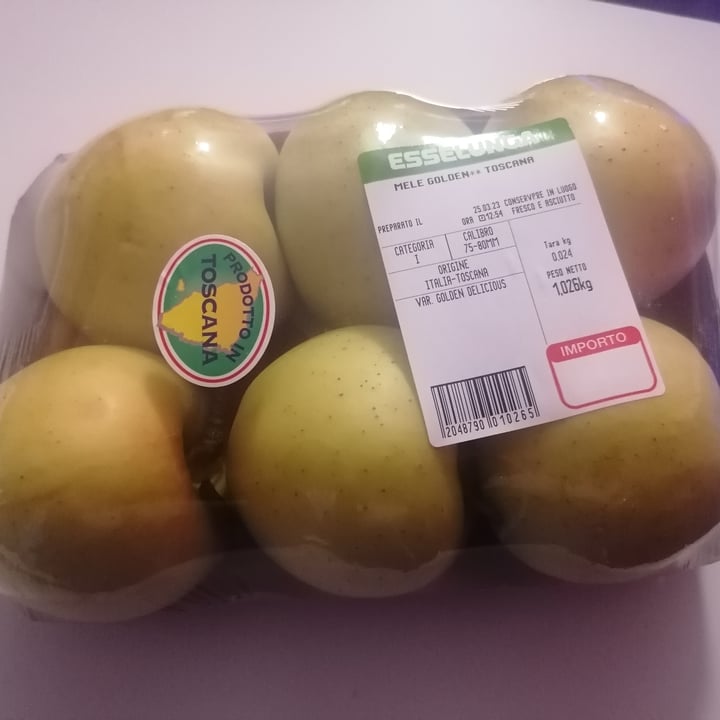 ESSELUNGA
MELE GOLDEN** TOSCANA
PREPARATO IL
25.03.23 CONSERVARE IN LUOGO
ORA 12:54 FRESCO E ASCIUTTO
CATEGORIA
I
CALIBRO
75-80MM
ORIGINE
ITALIA-TOSCANA
VAR. GOLDEN DELICIOUS
Tara kg
0.024
PESO NETTO
1,026kg
IMPORTO
2048790 010265
PRODOTTO IN
TOSCANA